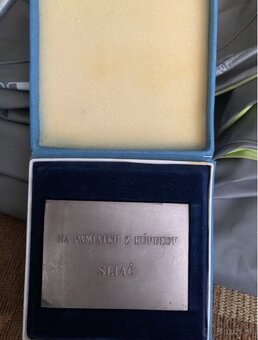 NA PAMIATKU Z KÚPEĽOV
SLIAČ